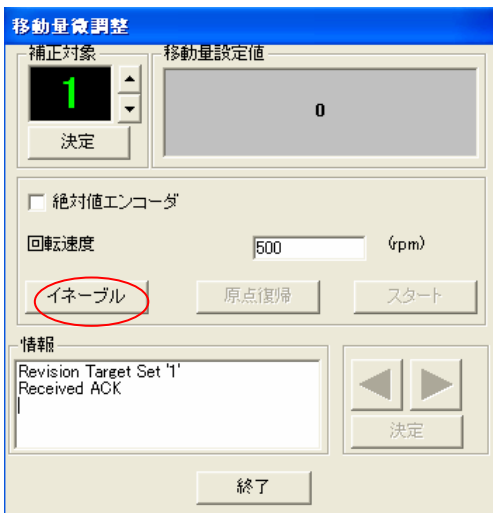 移動量微調整
補正対象
1
決定
移動量設定値
0
絶対値エンコーダ
回転速度
500
(rpm)
イネーブル
原点復帰
スタート
情報
Revision Target Set '1'
Received ACK
決定
終了